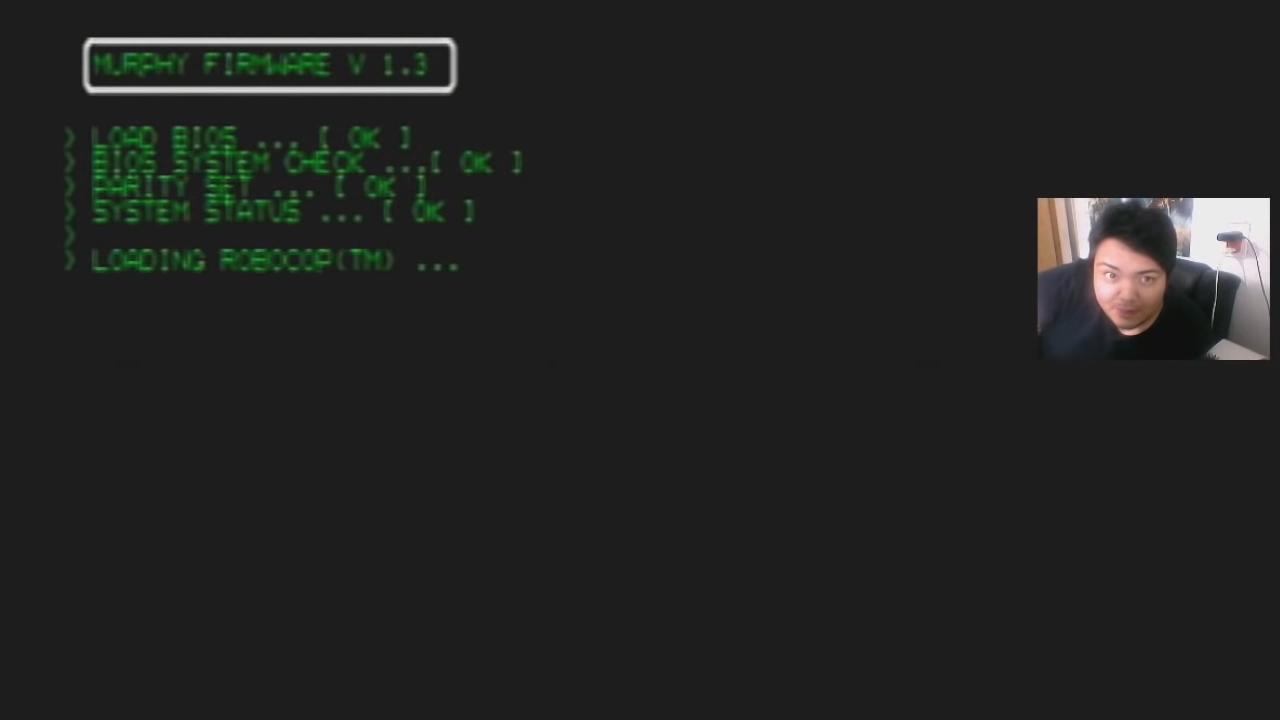 MURPHY FIRMWARE V 1.3
> LOAD BIOS ... [ OK ]
> BIOS SYSTEM CHECK ...[ OK ]
> PARITY SET ... [ OK ]
> SYSTEM STATUS ... [ OK ]
>
> LOADING ROBOCOP(TM) ...